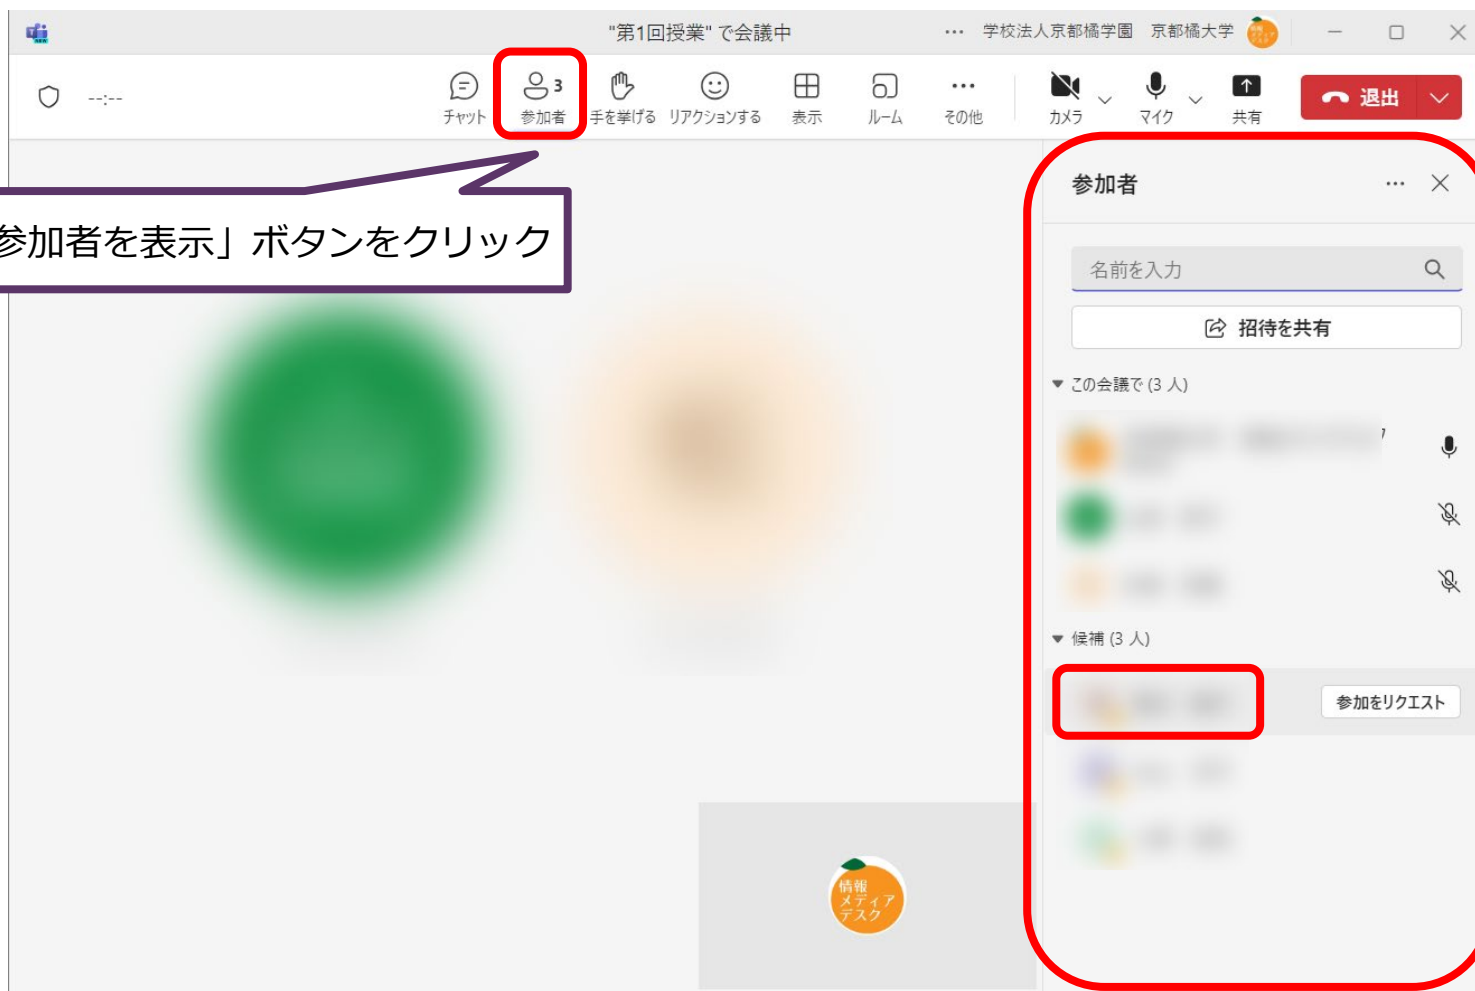 NEW
"第1回授業" で会議中
… 学校法人京都橘学園 京都橘大学
--:--
チャット
3
参加者
手を挙げる
リアクションする
表示
ルーム
その他
カメラ
マイク
共有
退出
参加者を表示」ボタンをクリック
参加者
名前を入力
招待を共有
この会議で (3 人)
候補 (3 人)
参加をリクエスト
情報
メディア
デスク